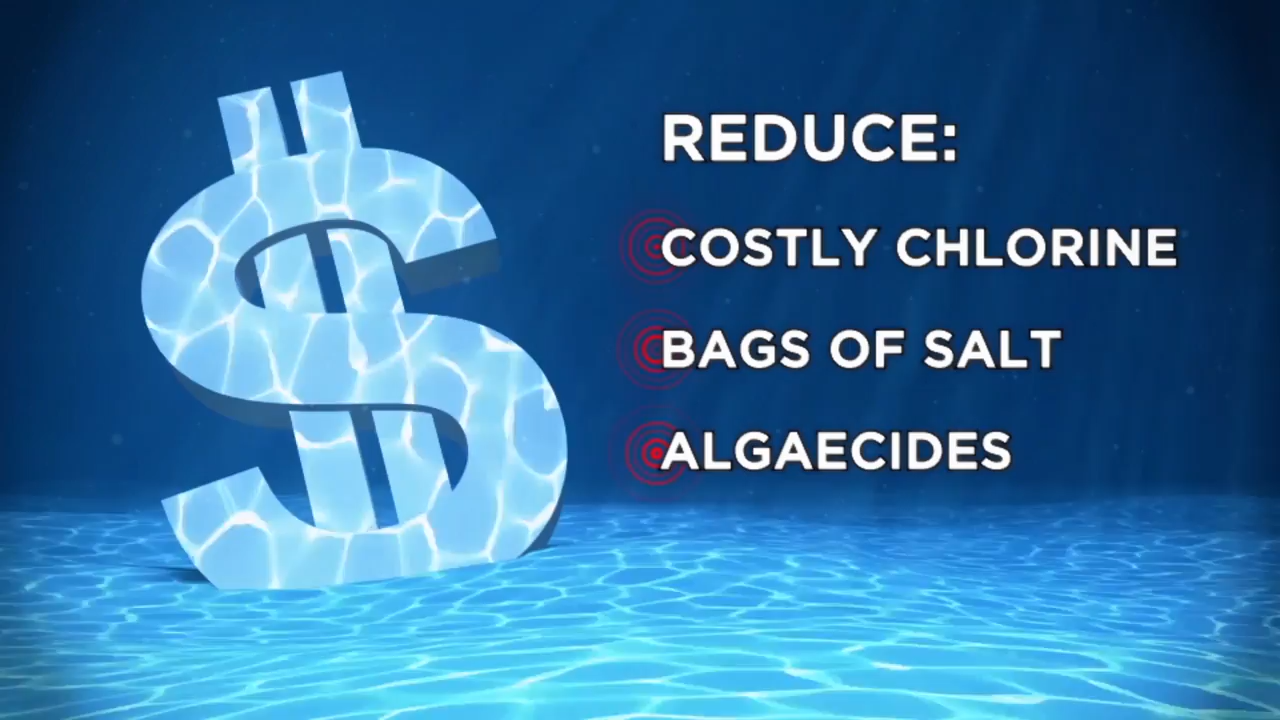 REDUCE:
COSTLY CHLORINE
BAGS OF SALT
ALGAECIDES